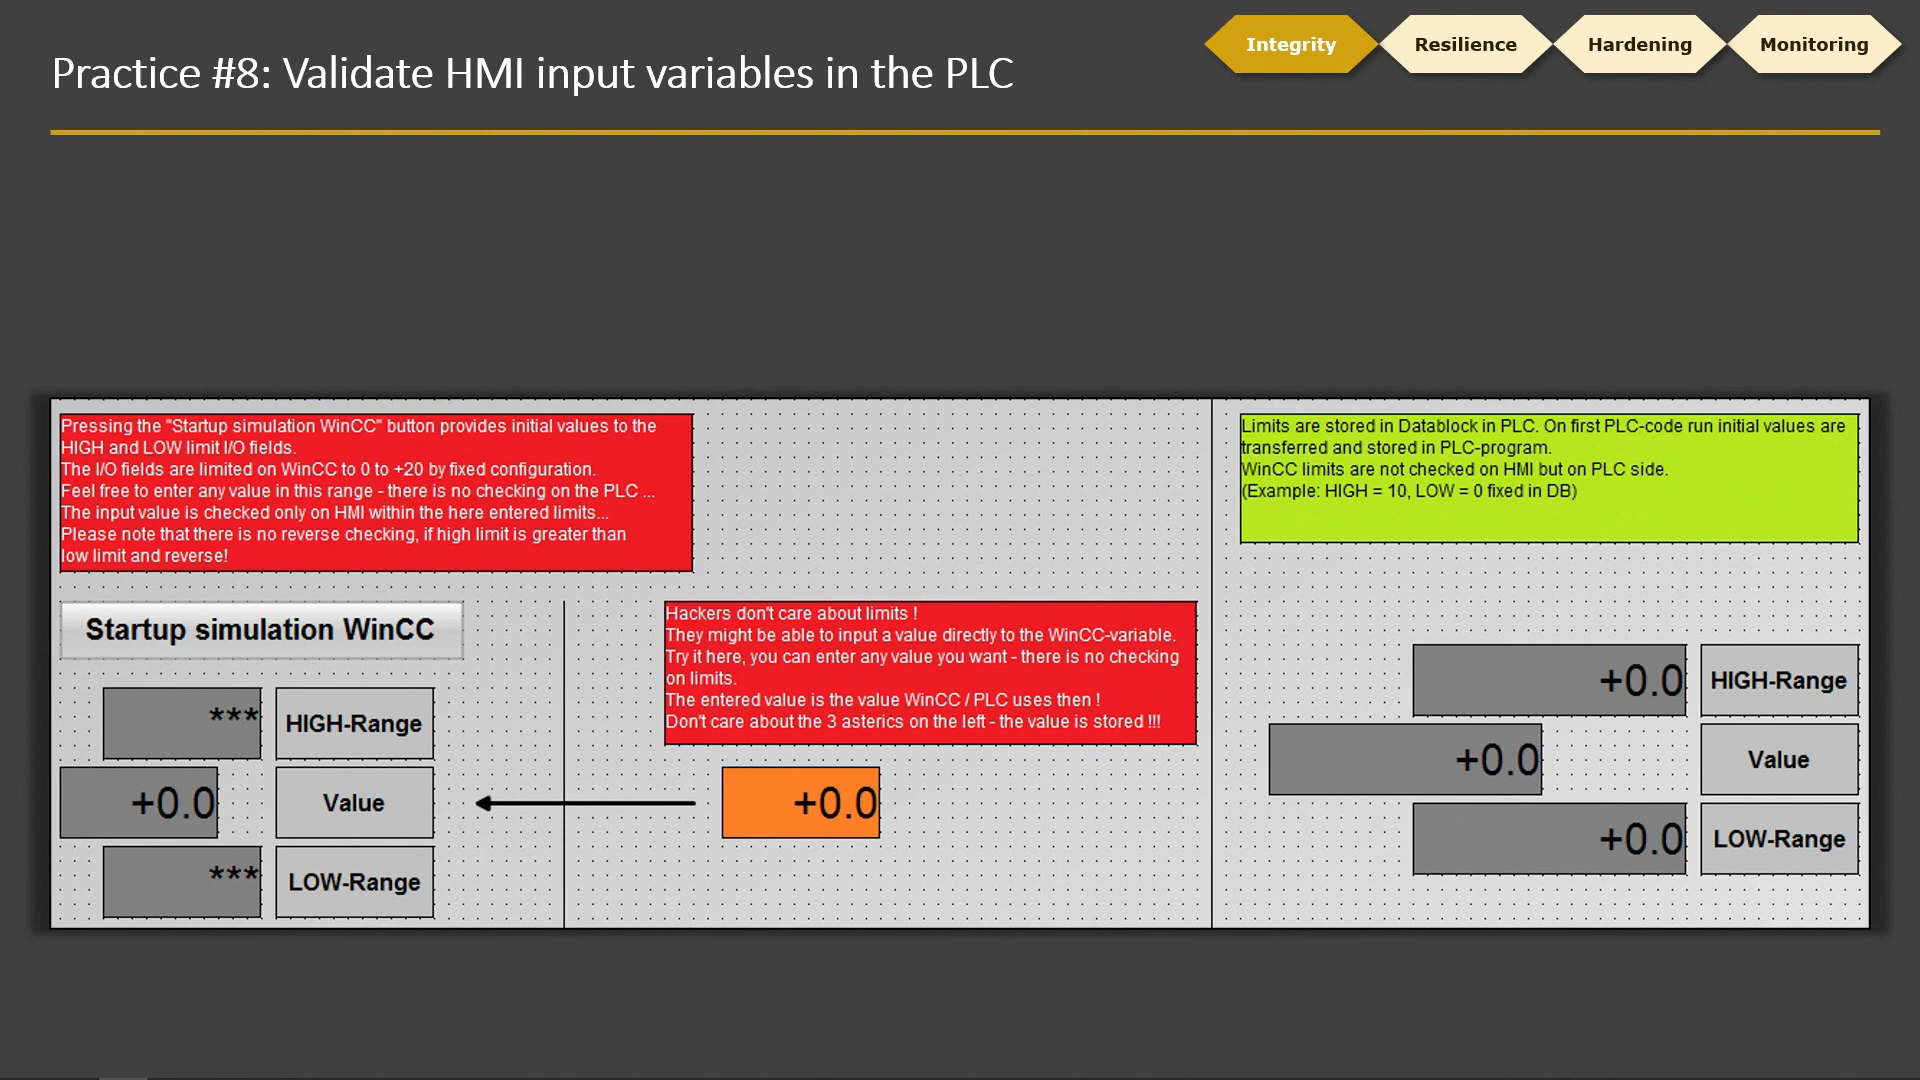 Practice #8: Validate HMI input variables in the PLC
Integrity
Resilience
Hardening
Monitoring
Pressing the "Startup simulation WinCC" button provides initial values to the
HIGH and LOW limit I/O fields.
The I/O fields are limited on WinCC to 0 to +20 by fixed configuration.
Feel free to enter any value in this range - there is no checking on the PLC ...
The input value is checked only on HMI within the here entered limits...
Please note that there is no reverse checking, if high limit is greater than
low limit and reverse!
Startup simulation WinCC
***
HIGH-Range
+0.0
Value
***
LOW-Range
Hackers don't care about limits !
They might be able to input a value directly to the WinCC-variable.
Try it here, you can enter any value you want - there is no checking
on limits.
The entered value is the value WinCC / PLC uses then !
Don't care about the 3 asterics on the left - the value is stored !!!
+0.0
Limits are stored in Datablock in PLC. On first PLC-code run initial values are
transferred and stored in PLC-program.
WinCC limits are not checked on HMI but on PLC side.
(Example: HIGH = 10, LOW = 0 fixed in DB)
+0.0
HIGH-Range
+0.0
Value
+0.0
LOW-Range